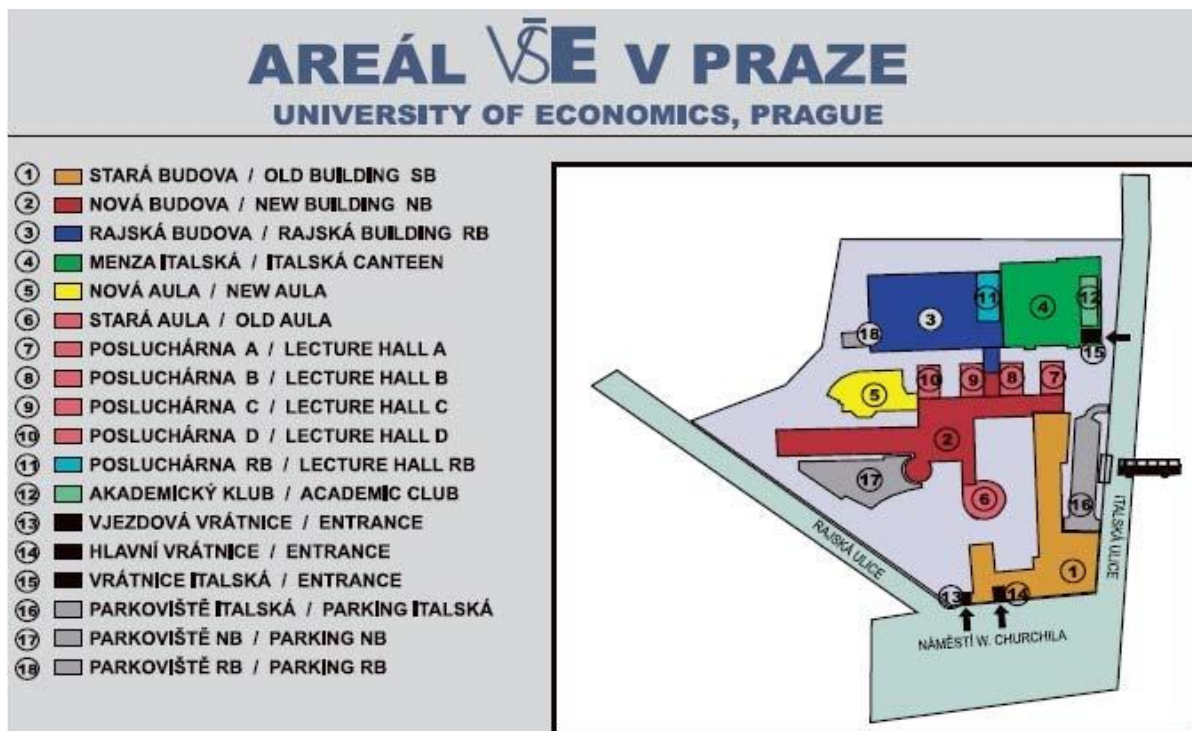 AREÁL VŠE V PRAZE
UNIVERSITY OF ECONOMICS, PRAGUE
1 STARÁ BUDOVA / OLD BUILDING SB
2 NOVÁ BUDOVA / NEW BUILDING NB
3 RAJSKÁ BUDOVA / RAJSKÁ BUILDING RB
4 MENZA ITALSKÁ / ITALSKÁ CANTEEN
5 NOVÁ AULA / NEW AULA
6 STARÁ AULA / OLD AULA
7 POSLUCHÁRNA A / LECTURE HALL A
8 POSLUCHÁRNA B / LECTURE HALL B
9 POSLUCHÁRNA C / LECTURE HALL C
10 POSLUCHÁRNA D / LECTURE HALL D
11 POSLUCHÁRNA RB / LECTURE HALL RB
12 AKADEMICKÝ KLUB / ACADEMIC CLUB
13 VJEZDOVÁ VRÁTNICE / ENTRANCE
14 HLAVNÍ VRÁTNICE / ENTRANCE
15 VRÁTNICE ITALSKÁ / ENTRANCE
16 PARKOVIŠTĚ ITALSKÁ / PARKING ITALSKÁ
17 PARKOVIŠTĚ NB / PARKING NB
18 PARKOVIŠTĚ RB / PARKING RB
11
12
4
3
18
15
10
9
8
7
5
2
17
6
16
1
13
14
RAJSKÁ ULICE
ITALSKÁ ULICE
NÁMĚSTÍ W. CHURCHILA